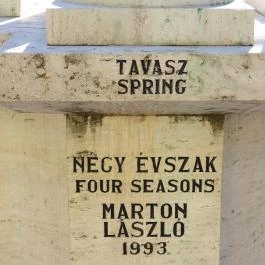 TAVASZ
SPRING
NÉGY ÉVSZAK
FOUR SEASONS
MARTON
LÁSZLÓ
1993